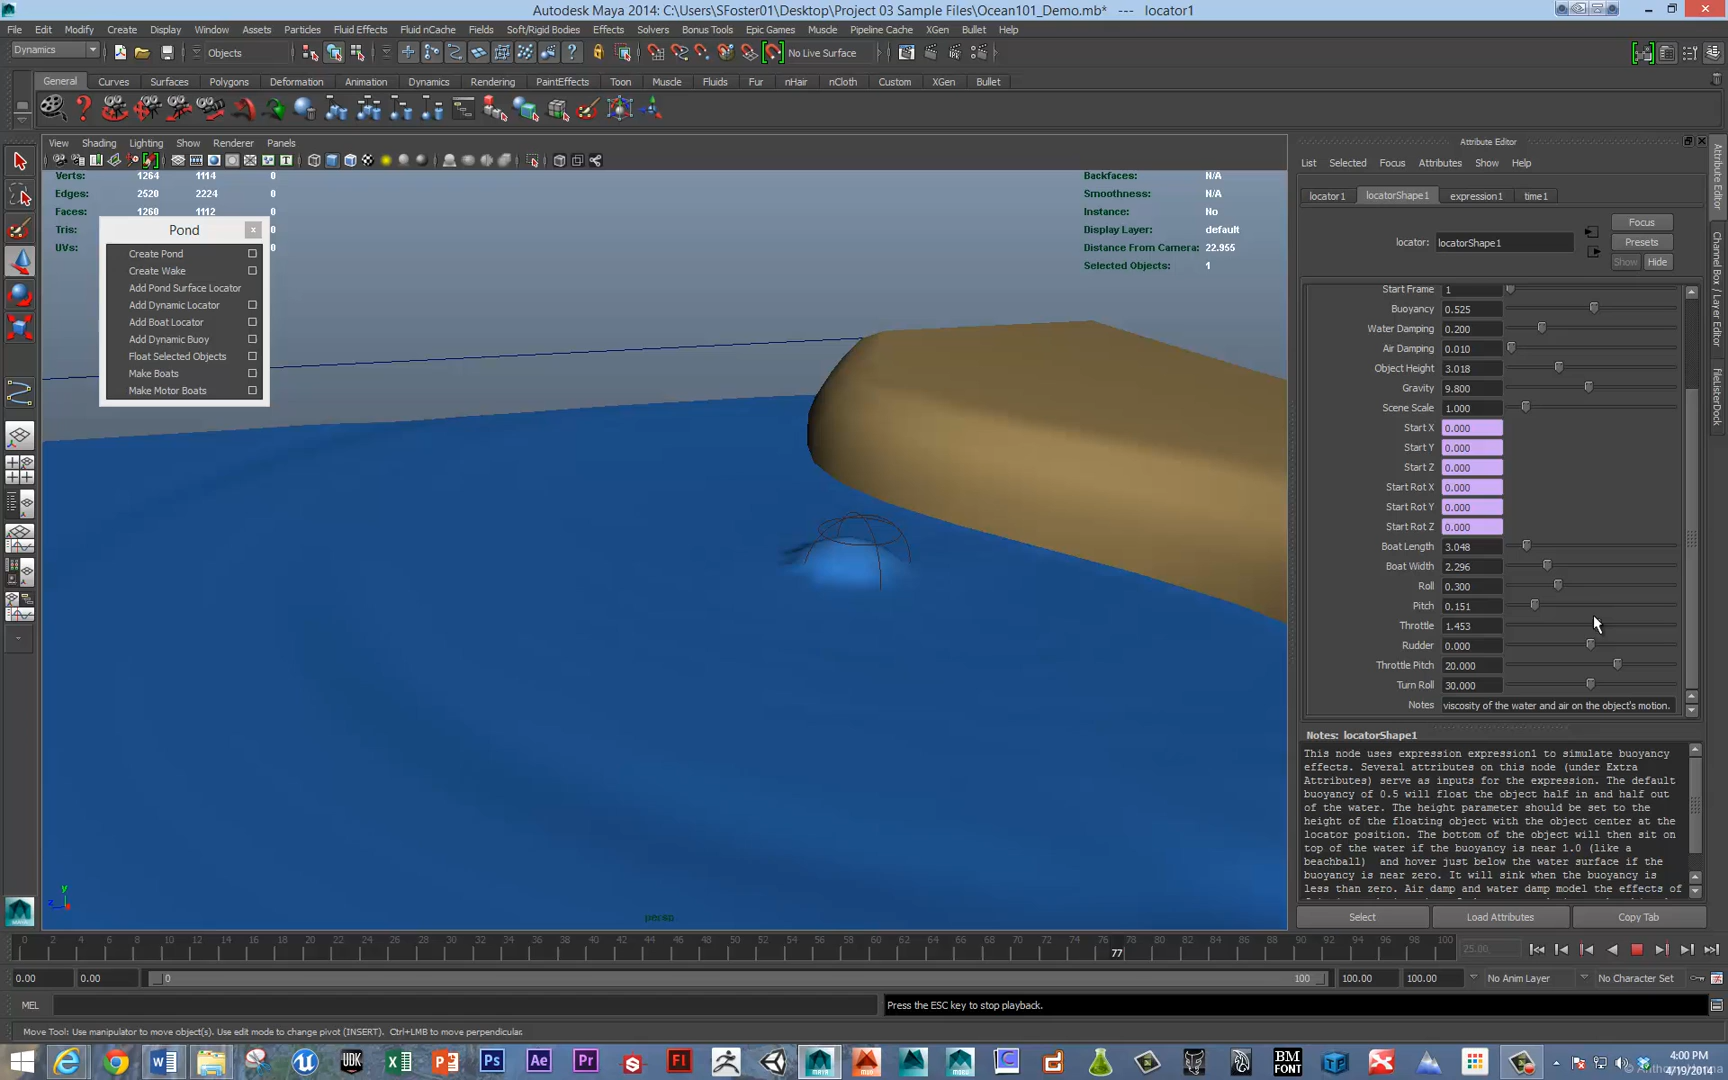 Autodesk Maya 2014: C:\Users\SFoster01\Desktop\Project 03 Sample Files\Ocean101_Demo.mb* --- locator1
File Edit Modify Create Display Window Assets Particles Fluid Effects Fluid nCache Fields Soft/Rigid Bodies Effects Solvers Bonus Tools Epic Games Muscle Pipeline Cache XGen Bullet Help
Dynamics Objects No Live Surface
General Curves Surfaces Polygons Deformation Animation Dynamics Rendering PaintEffects Toon Muscle Fluids Fur nHair nCloth Custom XGen Bullet
View Shading Lighting Show Renderer Panels
Verts: 1264 1114 0
Edges: 2520 2224 0
Faces: 1260 1112 0
Tris:
UVs:
Backfaces: N/A
Smoothness: N/A
Instance: No
Display Layer: default
Distance From Camera: 22.955
Selected Objects: 1
Pond
Create Pond
Create Wake
Add Pond Surface Locator
Add Dynamic Locator
Add Boat Locator
Add Dynamic Buoy
Float Selected Objects
Make Boats
Make Motor Boats
persp
y
z
Attribute Editor
List Selected Focus Attributes Show Help
locator1 locatorShape1 expression1 time1
locator: locatorShape1
Focus
Presets
Show Hide
Start Frame 1
Buoyancy 0.525
Water Damping 0.200
Air Damping 0.010
Object Height 3.018
Gravity 9.800
Scene Scale 1.000
Start X 0.000
Start Y 0.000
Start Z 0.000
Start Rot X 0.000
Start Rot Y 0.000
Start Rot Z 0.000
Boat Length 3.048
Boat Width 2.296
Roll 0.300
Pitch 0.151
Throttle 1.453
Rudder 0.000
Throttle Pitch 20.000
Turn Roll 30.000
Notes viscosity of the water and air on the object's motion.
Notes: locatorShape1
This node uses expression expression1 to simulate buoyancy
effects. Several attributes on this node (under Extra
Attributes) serve as inputs for the expression. The default
buoyancy of 0.5 will float the object half in and half out
of the water. The height parameter should be set to the
height of the floating object with the object center at the
locator position. The bottom of the object will then sit on
top of the water if the buoyancy is near 1.0 (like a
beachball) and hover just below the water surface if the
buoyancy is near zero. It will sink when the buoyancy is
less than zero. Air damp and water damp model the effects of
Select Load Attributes Copy Tab
Attribute Editor
Channel Box / Layer Editor
FileListerDock
0 2 4 6 8 10 12 14 16 18 20 22 24 26 28 30 32 34 36 38 40 42 44 46 48 50 52 54 56 58 60 62 64 66 68 70 72 74 76 77 78 80 82 84 86 88 90 92 94 96 98 100 25.00
0.00 0.00 0 100 100.00 100.00 No Anim Layer No Character Set
MEL Press the ESC key to stop playback.
Move Tool: Use manipulator to move object(s). Use edit mode to change pivot (INSERT). Ctrl+LMB to move perpendicular.
UDK Ps Ae Pr Fl BM FONT TP
4:00 PM
4/19/2014